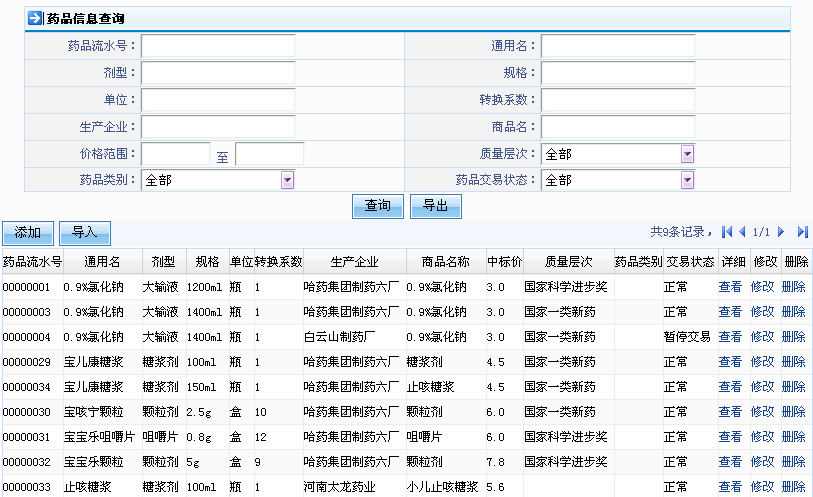 药品信息查询
药品流水号： 通用名：
剂型： 规格：
单位： 转换系数：
生产企业： 商品名：
价格范围： 至 质量层次： 全部
药品类别： 全部 药品交易状态： 全部
查询 导出
添加 导入 共9条记录， 1/1
药品流水号 通用名 剂型 规格 单位 转换系数 生产企业 商品名称 中标价 质量层次 药品类别 交易状态 详细 修改 删除
00000001 0.9%氯化钠 大输液 1200ml 瓶 1 哈药集团制药六厂 0.9%氯化钠 3.0 国家科学进步奖 正常 查看 修改 删除
00000003 0.9%氯化钠 大输液 1400ml 瓶 1 哈药集团制药六厂 0.9%氯化钠 3.0 国家一类新药 正常 查看 修改 删除
00000004 0.9%氯化钠 大输液 1400ml 瓶 1 白云山制药厂 0.9%氯化钠 3.0 国家一类新药 暂停交易 查看 修改 删除
00000029 宝儿康糖浆 糖浆剂 100ml 瓶 1 哈药集团制药六厂 糖浆剂 4.5 国家一类新药 正常 查看 修改 删除
00000034 宝儿康糖浆 糖浆剂 150ml 瓶 1 哈药集团制药六厂 止咳糖浆 4.5 国家一类新药 正常 查看 修改 删除
00000030 宝咳宁颗粒 颗粒剂 2.5g 盒 10 哈药集团制药六厂 颗粒剂 6.0 国家一类新药 正常 查看 修改 删除
00000031 宝宝乐咀嚼片 咀嚼片 0.8g 盒 12 哈药集团制药六厂 咀嚼片 6.0 国家科学进步奖 正常 查看 修改 删除
00000032 宝宝乐颗粒 颗粒剂 5g 盒 9 哈药集团制药六厂 颗粒剂 7.8 国家科学进步奖 正常 查看 修改 删除
00000033 止咳糖浆 糖浆剂 100ml 瓶 1 河南太龙药业 小儿止咳糖浆 5.6 正常 查看 修改 删除